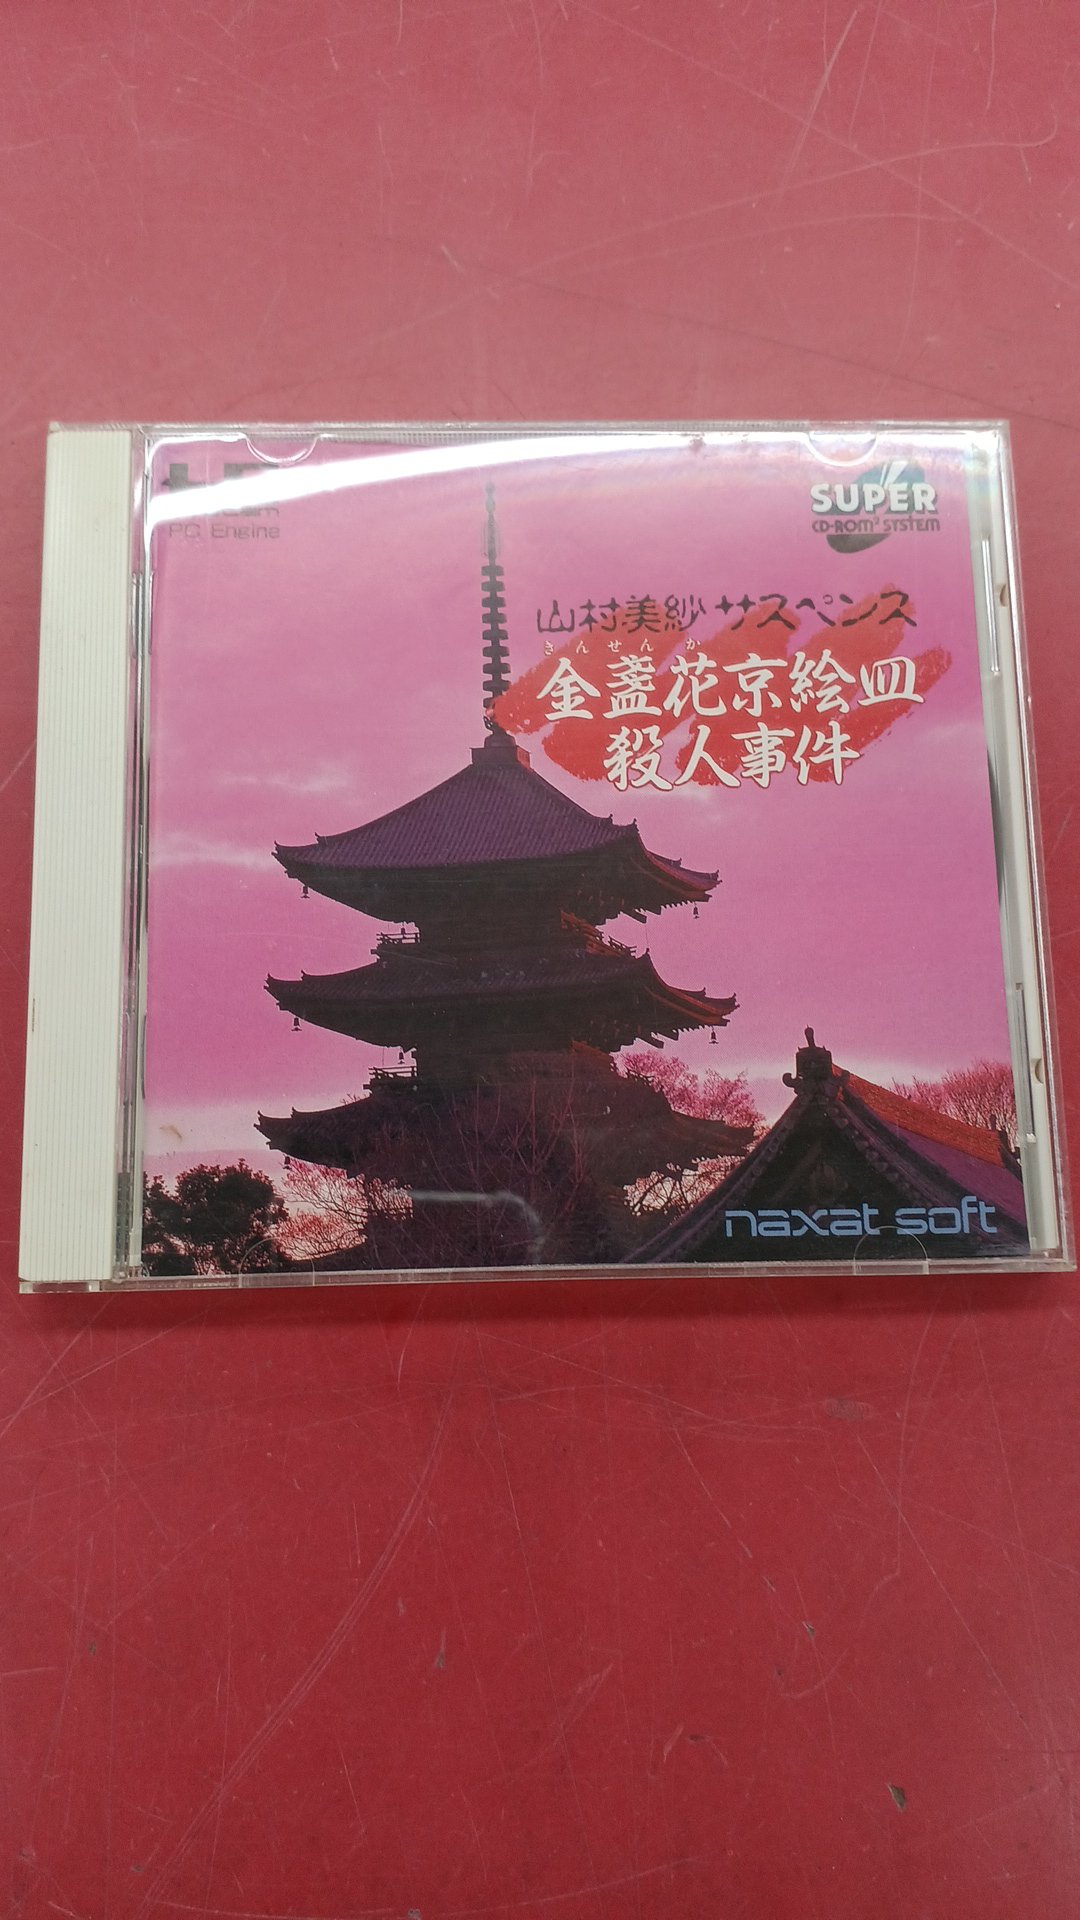 PC Engine
SUPER
CD-ROM² SYSTEM
山村美紗サスペンス
きんせんか
金盞花京絵皿
殺人事件
naxat soft